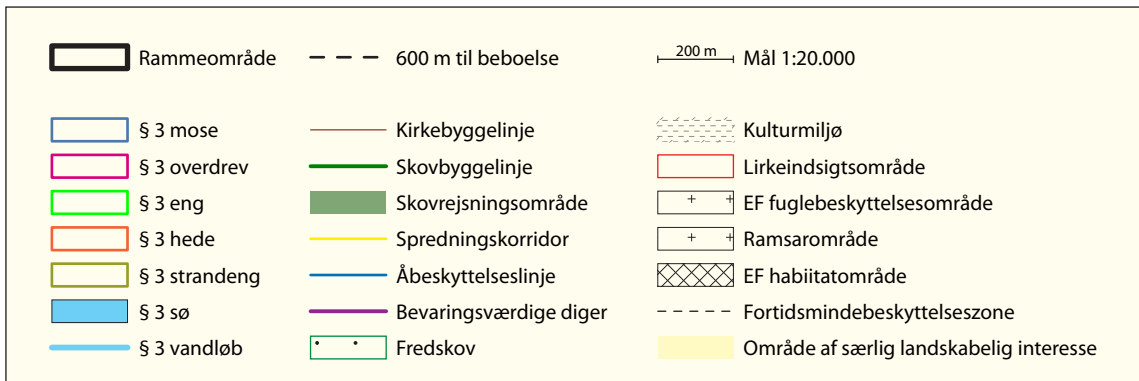 Rammeområde
§ 3 mose
§ 3 overdrev
§ 3 eng
§ 3 hede
§ 3 strandeng
§ 3 sø
§ 3 vandløb
600 m til beboelse
Kirkebyggelinje
Skovbyggelinje
Skovrejsningsområde
Spredningskorridor
Åbeskyttelseslinje
Bevaringsværdige diger
Fredskov
200 m Mål 1:20.000
Kulturmiljø
Lirkeindsigtsområde
EF fuglebeskyttelsesområde
Ramsarområde
EF habiitatområde
Fortidsmindebeskyttelseszone
Område af særlig landskabelig interesse